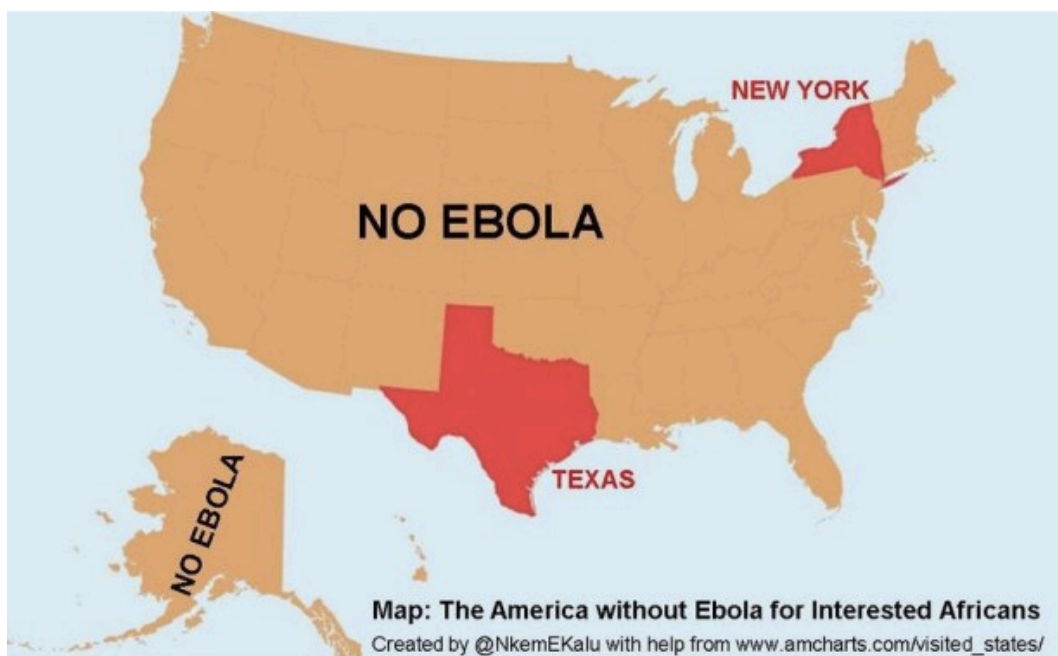 NEW YORK
NO EBOLA
TEXAS
NO EBOLA
Map: The America without Ebola for Interested Africans
Created by @NkemEKalu with help from www.amcharts.com/visited_states/